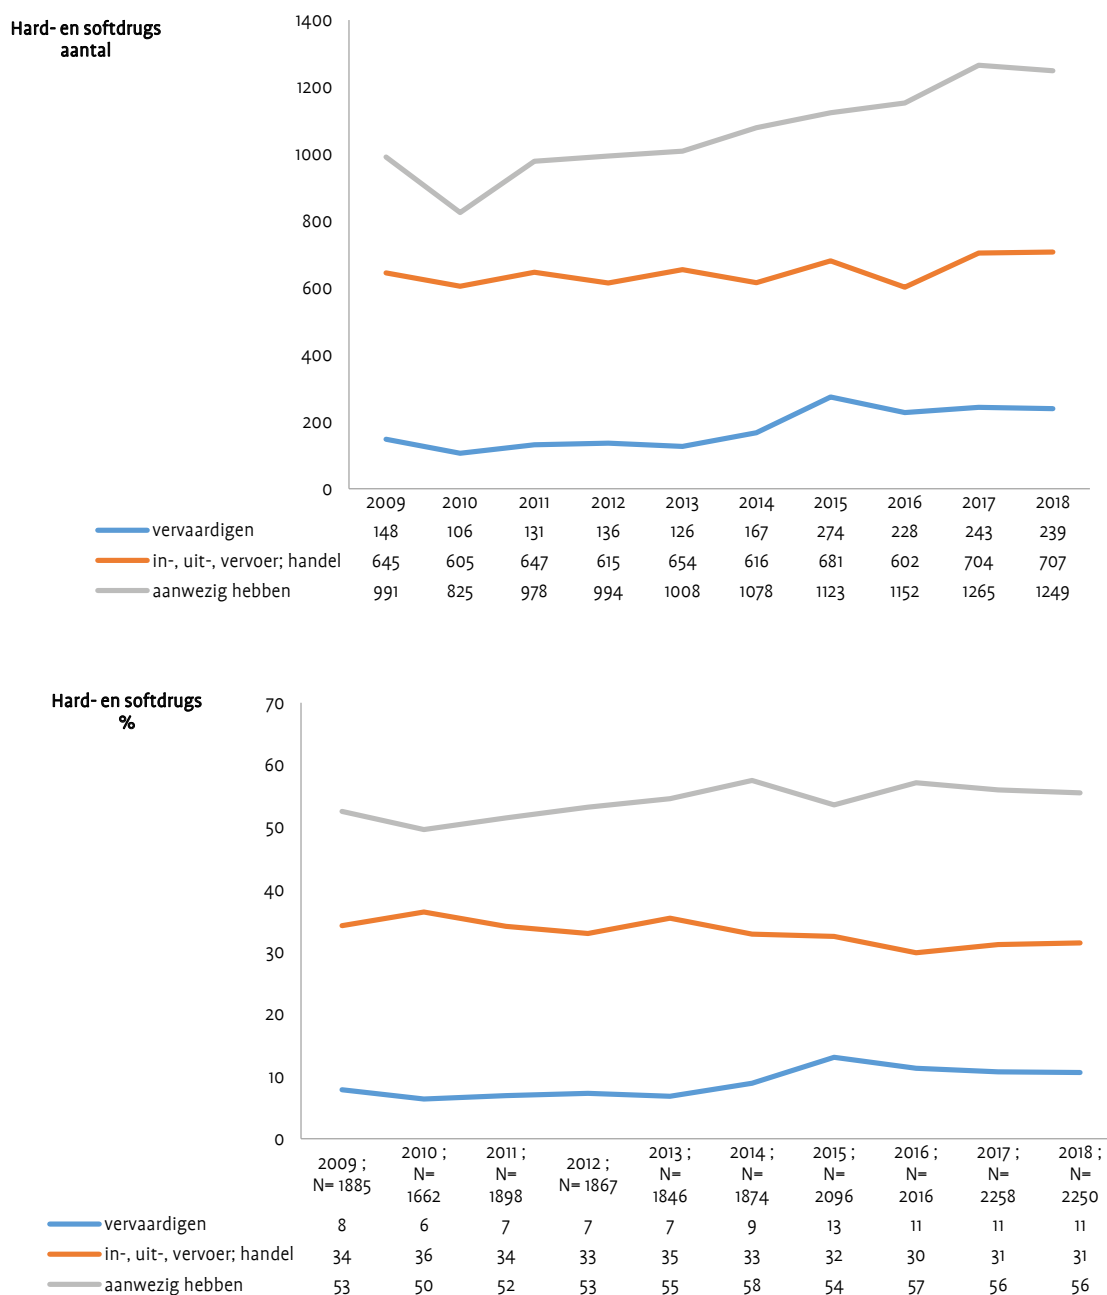 Hard- en softdrugs
aantal
1400
1200
1000
800
600
400
200
0
2009 2010 2011 2012 2013 2014 2015 2016 2017 2018
vervaardigen 148 106 131 136 126 167 274 228 243 239
in-, uit-, vervoer; handel 645 605 647 615 654 616 681 602 704 707
aanwezig hebben 991 825 978 994 1008 1078 1123 1152 1265 1249
Hard- en softdrugs
%
70
60
50
40
30
20
10
0
2009 ; N= 1885
2010 ; N= 1662
2011 ; N= 1898
2012 ; N= 1867
2013 ; N= 1846
2014 ; N= 1874
2015 ; N= 2096
2016 ; N= 2016
2017 ; N= 2258
2018 ; N= 2250
vervaardigen 8 6 7 7 7 9 13 11 11 11
in-, uit-, vervoer; handel 34 36 34 33 35 33 32 30 31 31
aanwezig hebben 53 50 52 53 55 58 54 57 56 56